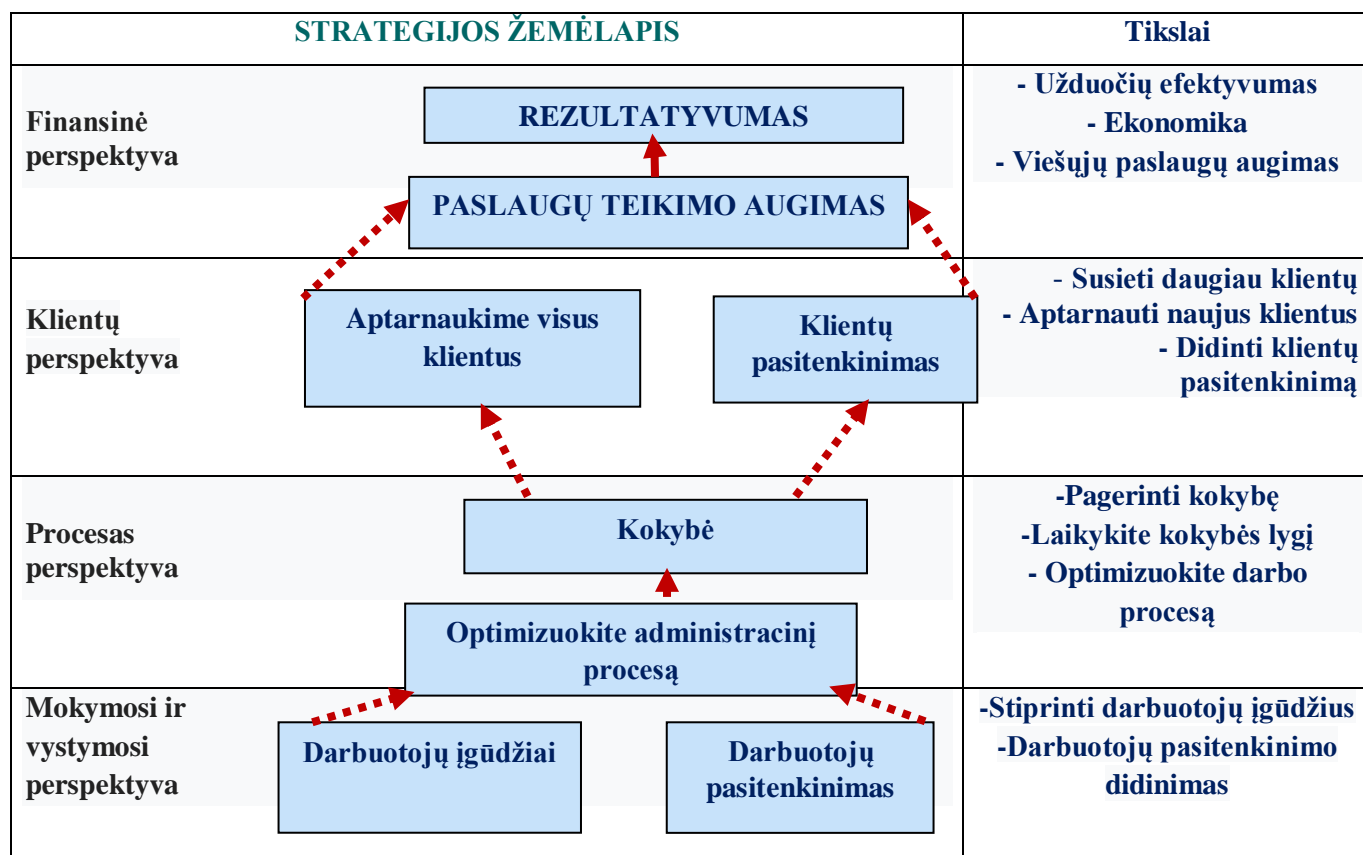 STRATEGIJOS ŽEMĖLAPIS
Tikslai
Finansinė
perspektyva
REZULTATYVUMAS
PASLAUGŲ TEIKIMO AUGIMAS
- Užduočių efektyvumas
- Ekonomika
- Viešųjų paslaugų augimas
Klientų
perspektyva
Aptarnaukime visus
klientus
Klientų
pasitenkinimas
- Susieti daugiau klientų
- Aptarnauti naujus klientus
- Didinti klientų
pasitenkinimą
Procesas
perspektyva
Kokybė
Optimizuokite administracinį
procesą
-Pagerinti kokybę
-Laikykite kokybės lygį
- Optimizuokite darbo
procesą
Mokymosi ir
vystymosi
perspektyva
Darbuotojų įgūdžiai
Darbuotojų
pasitenkinimas
-Stiprinti darbuotojų įgūdžius
-Darbuotojų pasitenkinimo
didinimas